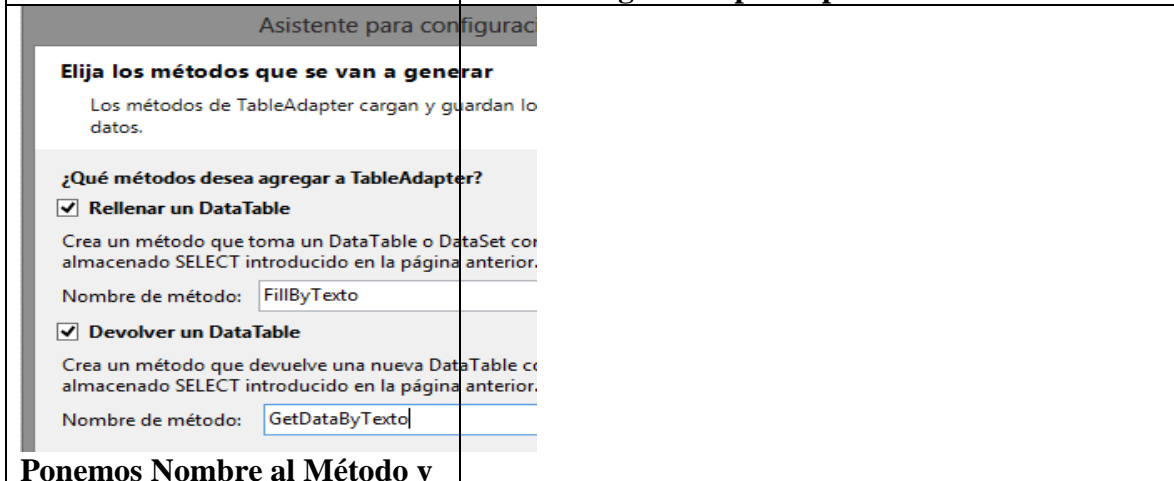 Asistente para configurac
Elija los métodos que se van a generar
Los métodos de TableAdapter cargan y guardan lo
datos.
¿Qué métodos desea agregar a TableAdapter?
Rellenar un DataTable
Crea un método que toma un DataTable o DataSet cor
almacenado SELECT introducido en la página anterior.
Nombre de método: FillByTexto
Devolver un DataTable
Crea un método que devuelve una nueva DataTable co
almacenado SELECT introducido en la página anterior.
Nombre de método: GetDataByTexto
Ponemos Nombre al Método y